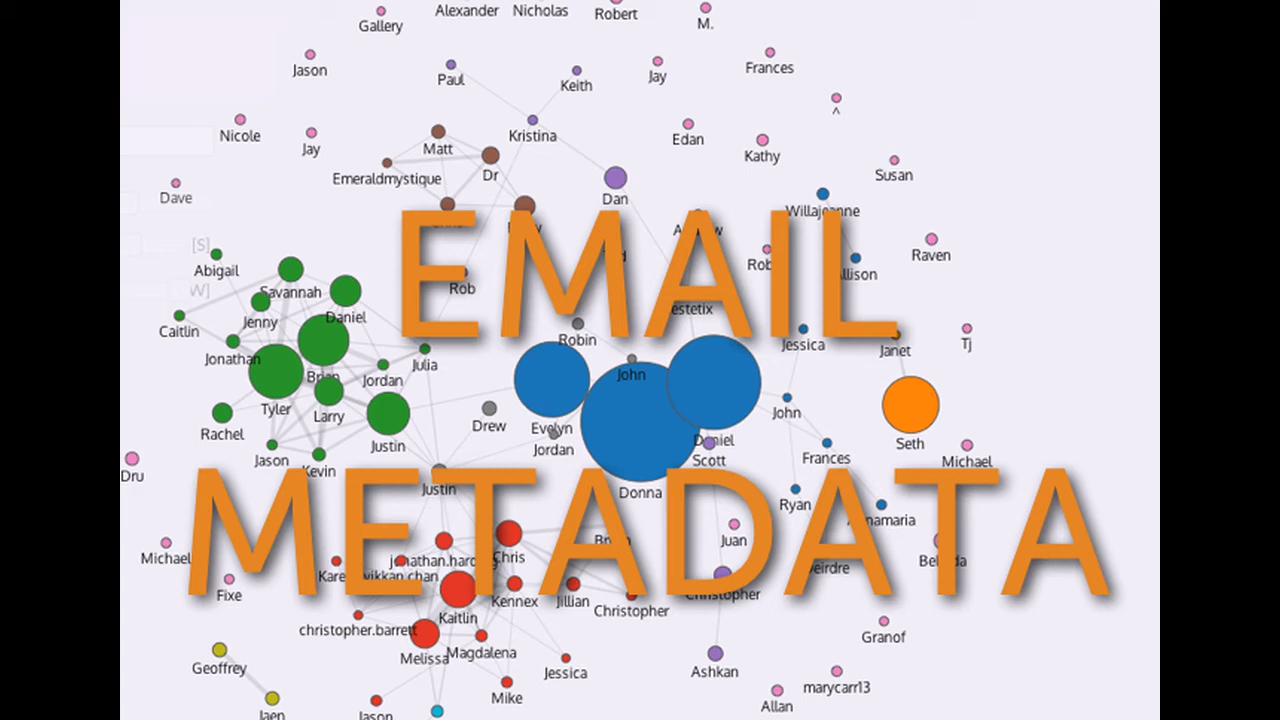 Alexander
Nicholas
Robert
Gallery
M.
Jason
Paul
Keith
Jay
Frances
^
Nicole
Jay
Matt
Kristina
Edan
Kathy
Emeraldmystique
Dr
Susan
Dave
Dan
Willajeanne
EMAIL
[S]
Abigail
Raven
Savannah
Rob
Jenny
Daniel
Caitlin
Robin
Jessica
Janet
Tj
Jonathan
Julia
John
Jordan
Tyler
Larry
John
Rachel
Drew
Evelyn
Daniel
Seth
Justin
Jordan
Scott
Frances
Michael
Jason
Kevin
Dru
Justin
Donna
Ryan
METADATA
Annamaria
Juan
Michael
Chris
Fixe
Kennex
Jillian
Christopher
Christopher
Kaitlin
christopher.barrett
Granof
Melissa
Magdalena
Geoffrey
Jessica
Ashkan
Mike
marycarr13
Allan
Jaen
Jason